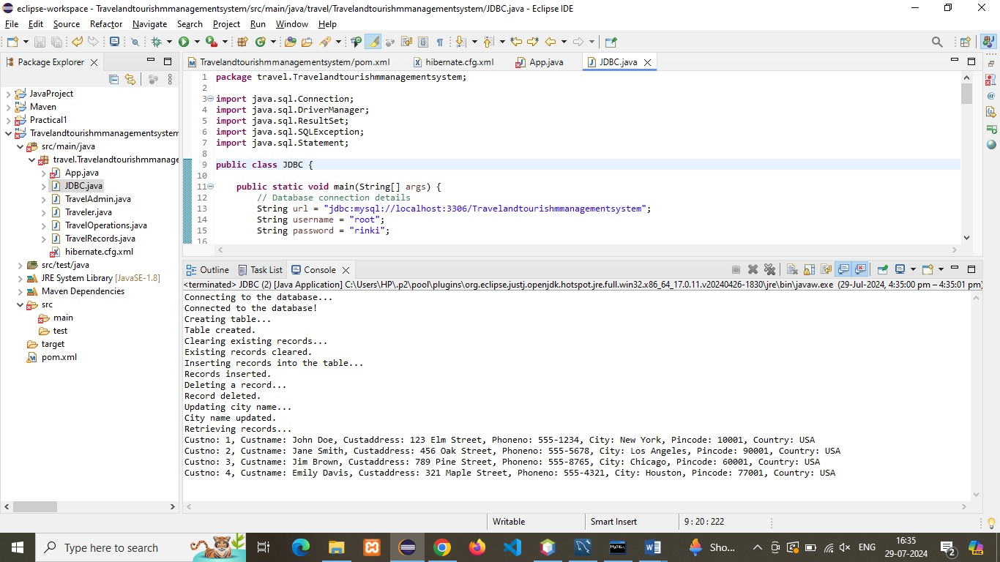 eclipse-workspace - Travelandtourishmmanagementsystem/src/main/java/travel/Travelandtourishmmanagementsystem/JDBC.java - Eclipse IDE
File Edit Source Refactor Navigate Search Project Run Window Help
Package Explorer
JavaProject
Maven
Practical1
Travelandtourishmmanagementsystem
src/main/java
travel.Travelandtourishmmanage
App.java
JDBC.java
TravelAdmin.java
Traveler.java
TravelOperations.java
TravelRecords.java
hibernate.cfg.xml
src/test/java
JRE System Library [JavaSE-1.8]
Maven Dependencies
src
main
test
target
pom.xml
Travelandtourishmmanagementsystem/pom.xml hibernate.cfg.xml App.java JDBC.java
1 package travel.Travelandtourishmmanagementsystem;
2
3 import java.sql.Connection;
4 import java.sql.DriverManager;
5 import java.sql.ResultSet;
6 import java.sql.SQLException;
7 import java.sql.Statement;
8
9 public class JDBC {
10
11 public static void main(String[] args) {
12 // Database connection details
13 String url = "jdbc:mysql://localhost:3306/Travelandtourishmmanagementsystem";
14 String username = "root";
15 String password = "rinki";
16
Outline Task List Console
<terminated> JDBC (2) [Java Application] C:\Users\HP\.p2\pool\plugins\org.eclipse.justj.openjdk.hotspot.jre.full.win32.x86_64_17.0.11.v20240426-1830\jre\bin\javaw.exe (29-Jul-2024, 4:35:00 pm – 4:35:01 pm)
Connecting to the database...
Connected to the database!
Creating table...
Table created.
Clearing existing records...
Existing records cleared.
Inserting records into the table...
Records inserted.
Deleting a record...
Record deleted.
Updating city name...
City name updated.
Retrieving records...
Custno: 1, Custname: John Doe, Custaddress: 123 Elm Street, Phoneno: 555-1234, City: New York, Pincode: 10001, Country: USA
Custno: 2, Custname: Jane Smith, Custaddress: 456 Oak Street, Phoneno: 555-5678, City: Los Angeles, Pincode: 90001, Country: USA
Custno: 3, Custname: Jim Brown, Custaddress: 789 Pine Street, Phoneno: 555-8765, City: Chicago, Pincode: 60001, Country: USA
Custno: 4, Custname: Emily Davis, Custaddress: 321 Maple Street, Phoneno: 555-4321, City: Houston, Pincode: 77001, Country: USA
Writable Smart Insert 9 : 20 : 222
Type here to search Sho... ENG 16:35
29-07-2024 2